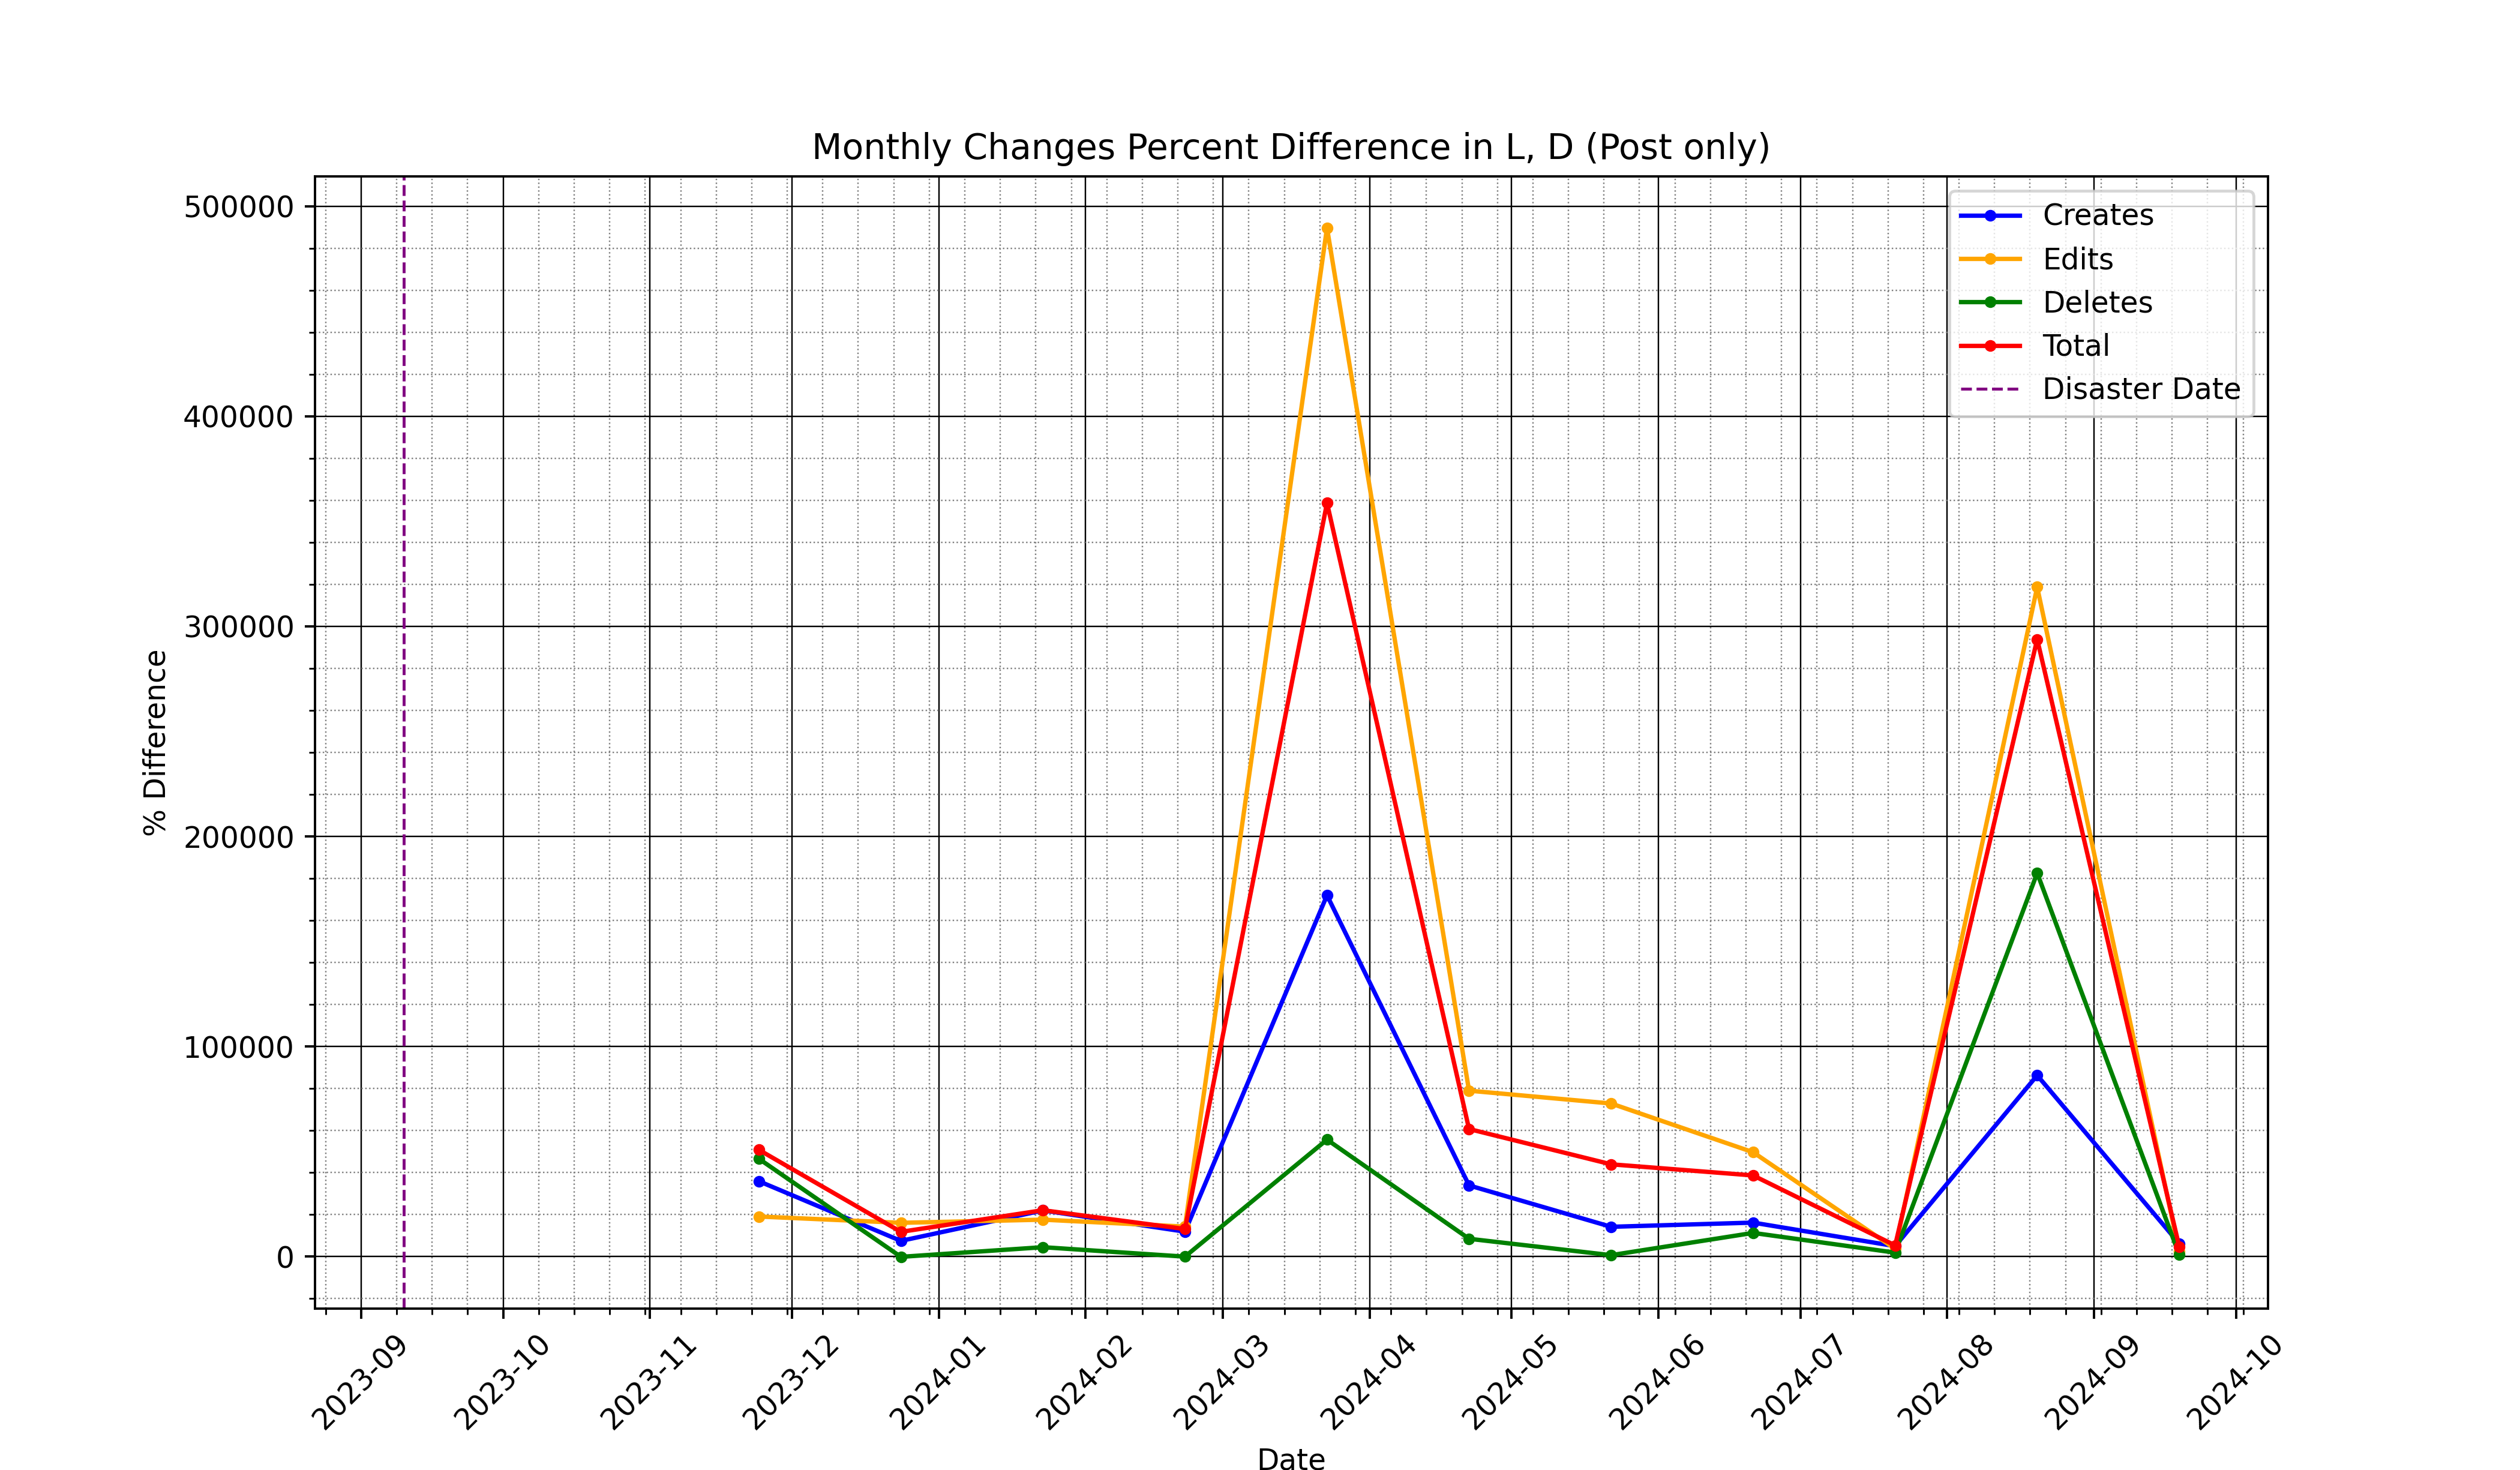 Monthly Changes Percent Difference in L, D (Post only)
500000
400000
300000
200000
100000
0
% Difference
Creates
Edits
Deletes
Total
Disaster Date
2023-09
2023-10
2023-11
2023-12
2024-01
2024-02
2024-03
2024-04
2024-05
2024-06
2024-07
2024-08
2024-09
2024-10
Date